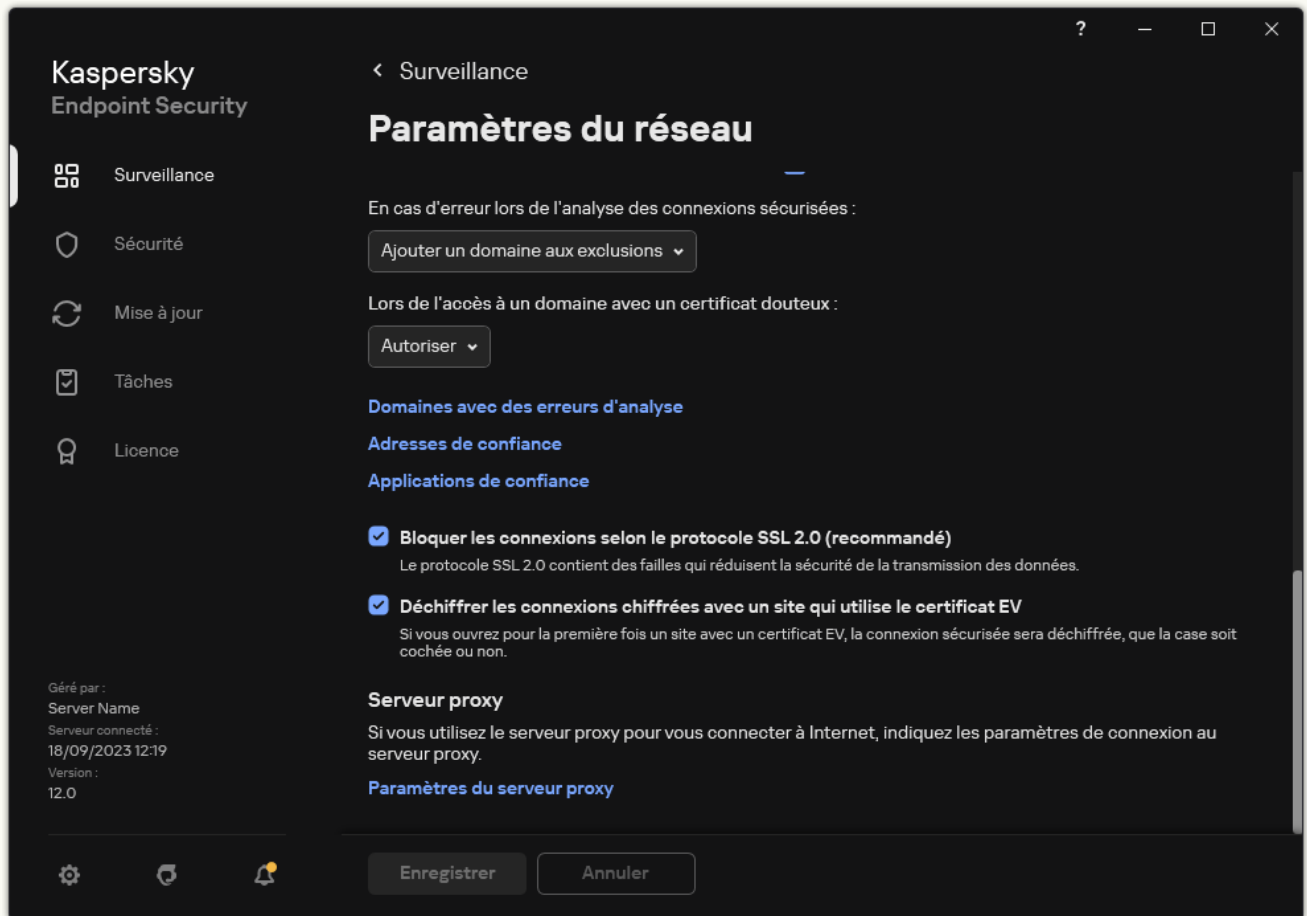 ?
Kaspersky
Endpoint Security
Surveillance
Sécurité
Mise à jour
Tâches
Licence
Géré par :
Server Name
Serveur connecté :
18/09/2023 12:19
Version :
12.0
Surveillance
Paramètres du réseau
En cas d'erreur lors de l'analyse des connexions sécurisées :
Ajouter un domaine aux exclusions
Lors de l'accès à un domaine avec un certificat douteux :
Autoriser
Domaines avec des erreurs d'analyse
Adresses de confiance
Applications de confiance
Bloquer les connexions selon le protocole SSL 2.0 (recommandé)
Le protocole SSL 2.0 contient des failles qui réduisent la sécurité de la transmission des données.
Déchiffrer les connexions chiffrées avec un site qui utilise le certificat EV
Si vous ouvrez pour la première fois un site avec un certificat EV, la connexion sécurisée sera déchiffrée, que la case soit
cochée ou non.
Serveur proxy
Si vous utilisez le serveur proxy pour vous connecter à Internet, indiquez les paramètres de connexion au
serveur proxy.
Paramètres du serveur proxy
Enregistrer
Annuler